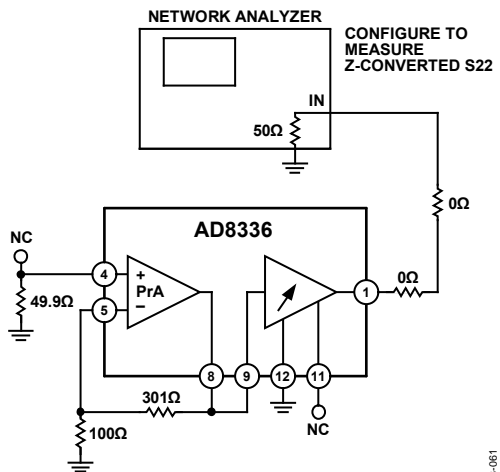 NETWORK ANALYZER
CONFIGURE TO
MEASURE
Z-CONVERTED S22
IN
50Ω
0Ω
AD8336
NC
0Ω
4
+
PrA
1
49.9Ω
5
−
8
9
12
11
301Ω
100Ω
NC
-061